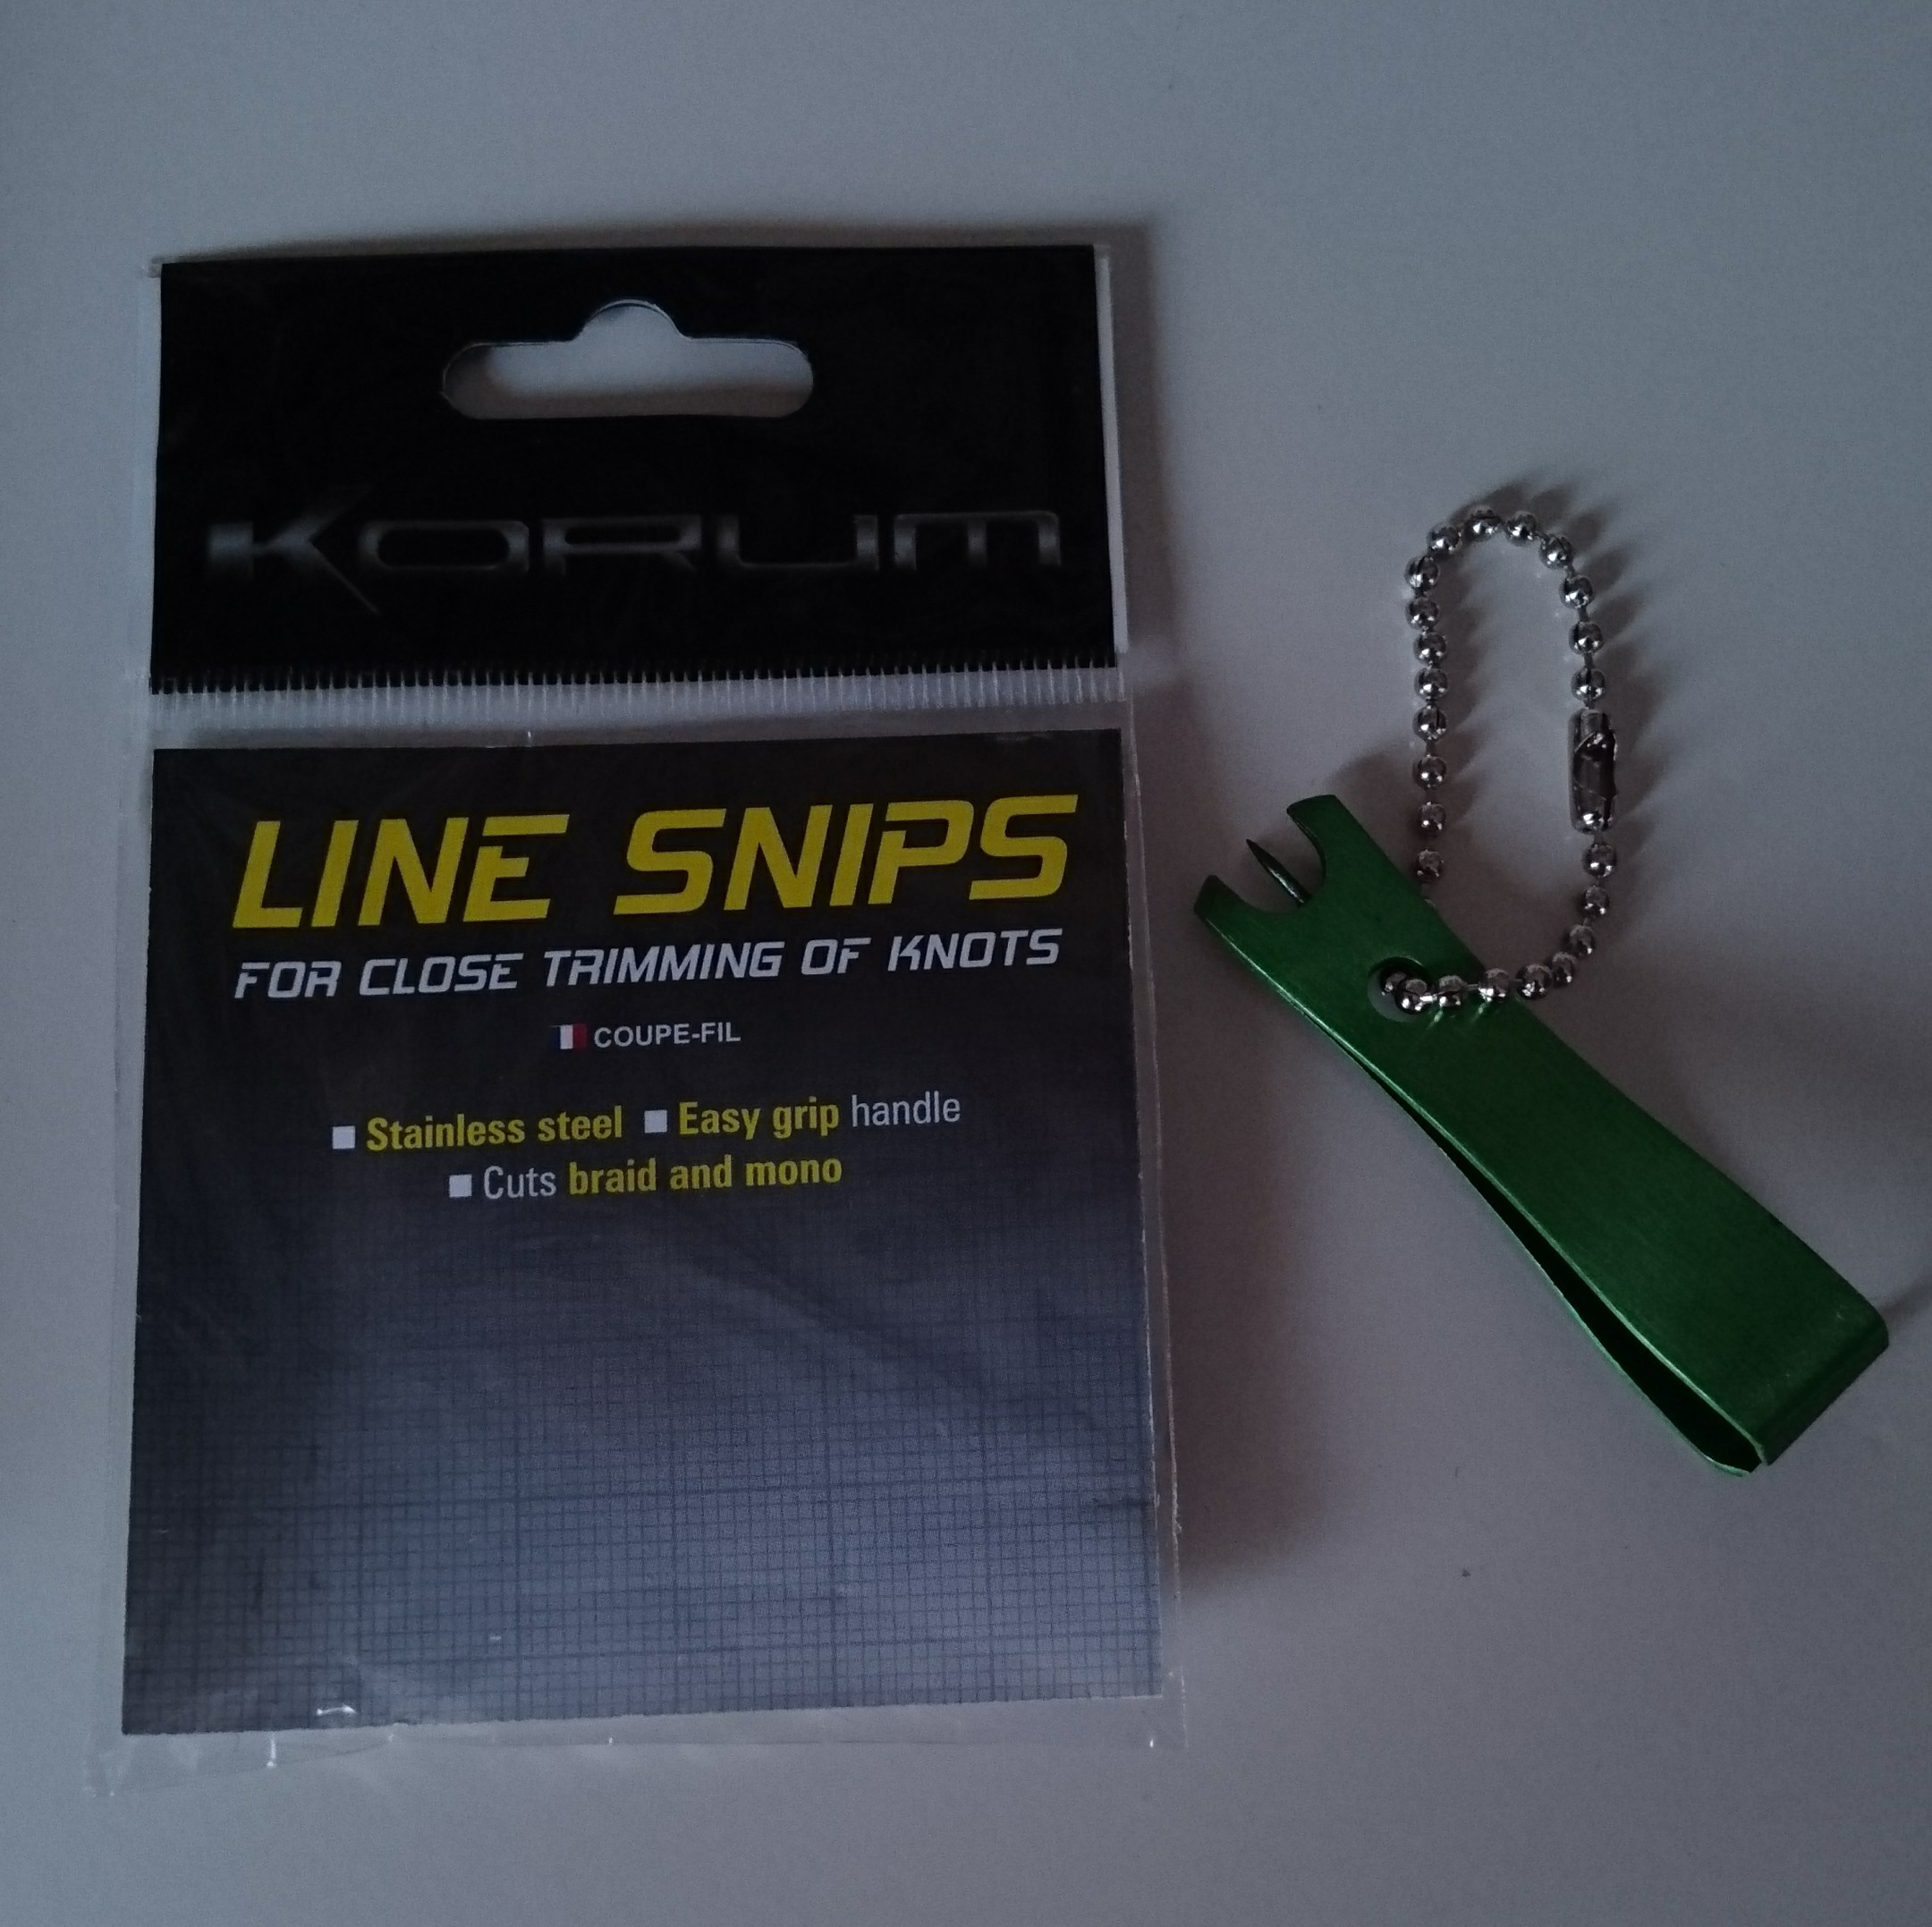 KORUM
LINE SNIPS
FOR CLOSE TRIMMING OF KNOTS
COUPE-FIL
Stainless steel Easy grip handle
Cuts braid and mono